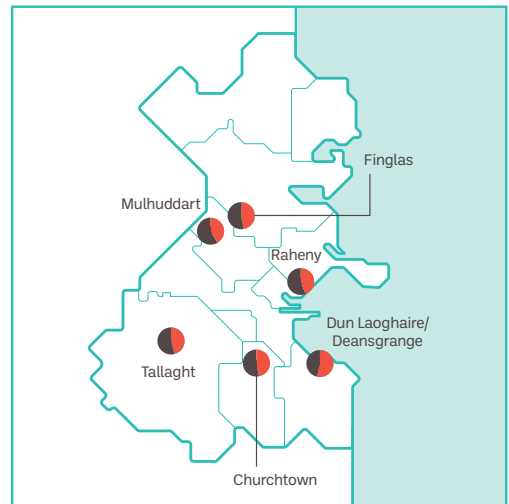 Finglas
Mulhuddart
Raheny
Dun Laoghaire/
Deansgrange
Tallaght
Churchtown